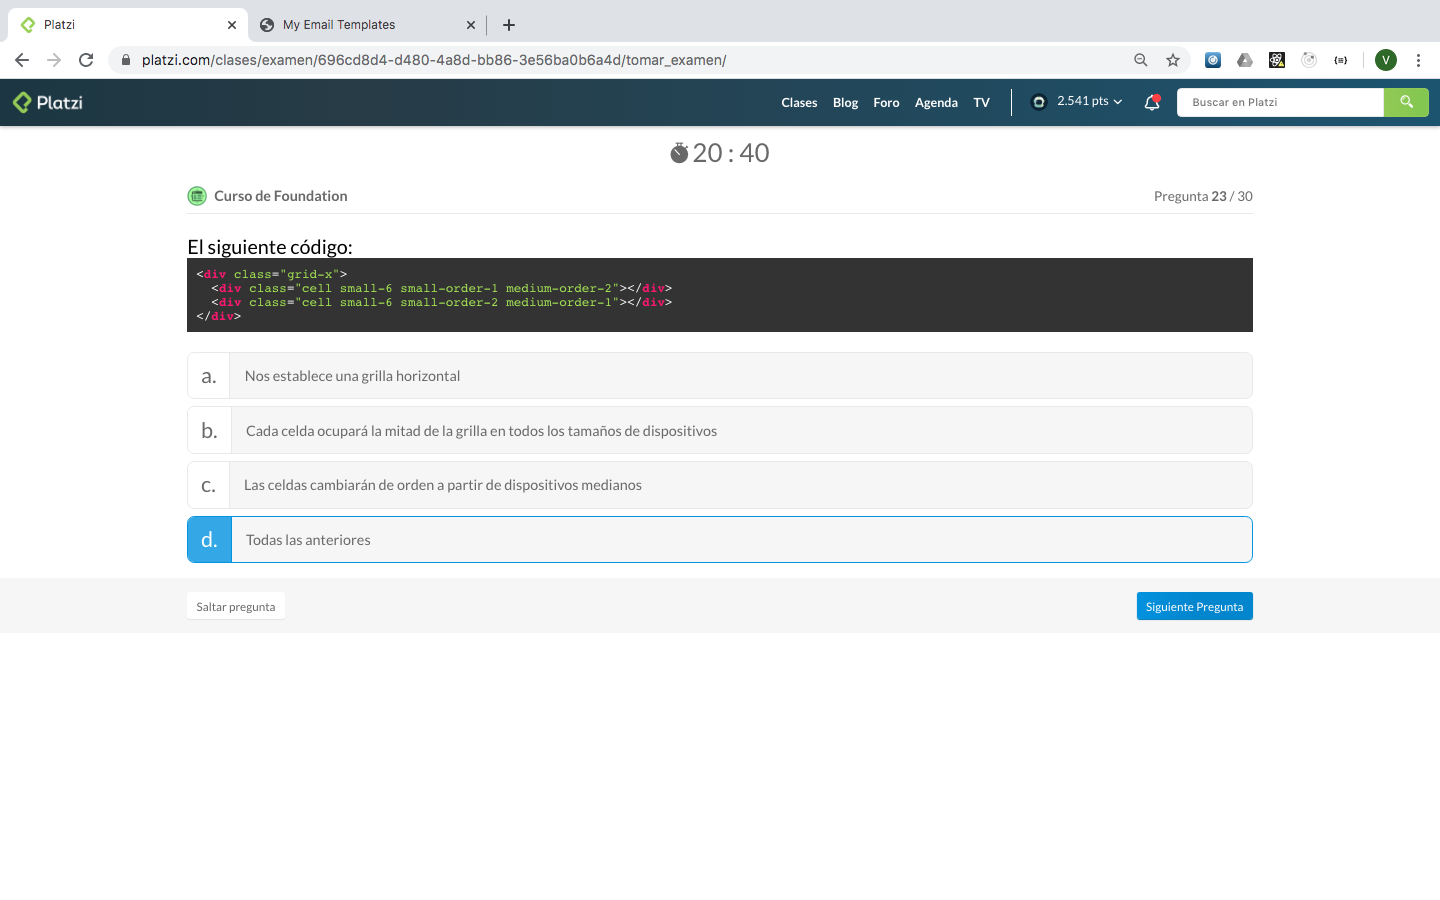 Platzi
My Email Templates
platzi.com/clases/examen/696cd8d4-d480-4a8d-bb86-3e56ba0b6a4d/tomar_examen/
V
Platzi
Clases
Blog
Foro
Agenda
TV
2.541 pts
Buscar en Platzi
20 : 40
Curso de Foundation
Pregunta 23 / 30
El siguiente código:
<div class="grid-x">
  <div class="cell small-6 small-order-1 medium-order-2"></div>
  <div class="cell small-6 small-order-2 medium-order-1"></div>
</div>
a. Nos establece una grilla horizontal
b. Cada celda ocupará la mitad de la grilla en todos los tamaños de dispositivos
c. Las celdas cambiarán de orden a partir de dispositivos medianos
d. Todas las anteriores
Saltar pregunta
Siguiente Pregunta